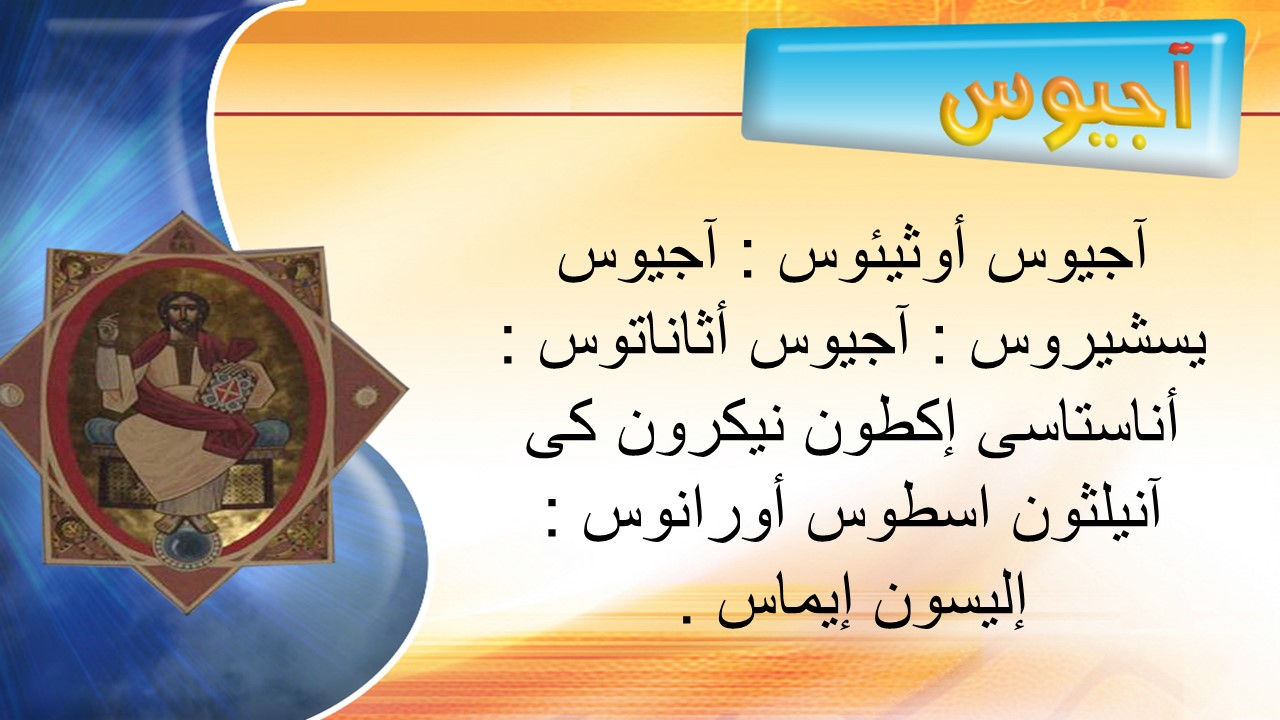 آجيوس
آجيوس أوثيئوس : آجيوس
يسشيروس : آجيوس أثاناتوس :
أناستاسى إكطون نيكرون كى
آنيلثون اسطوس أورانوس :
إليسون إيماس .